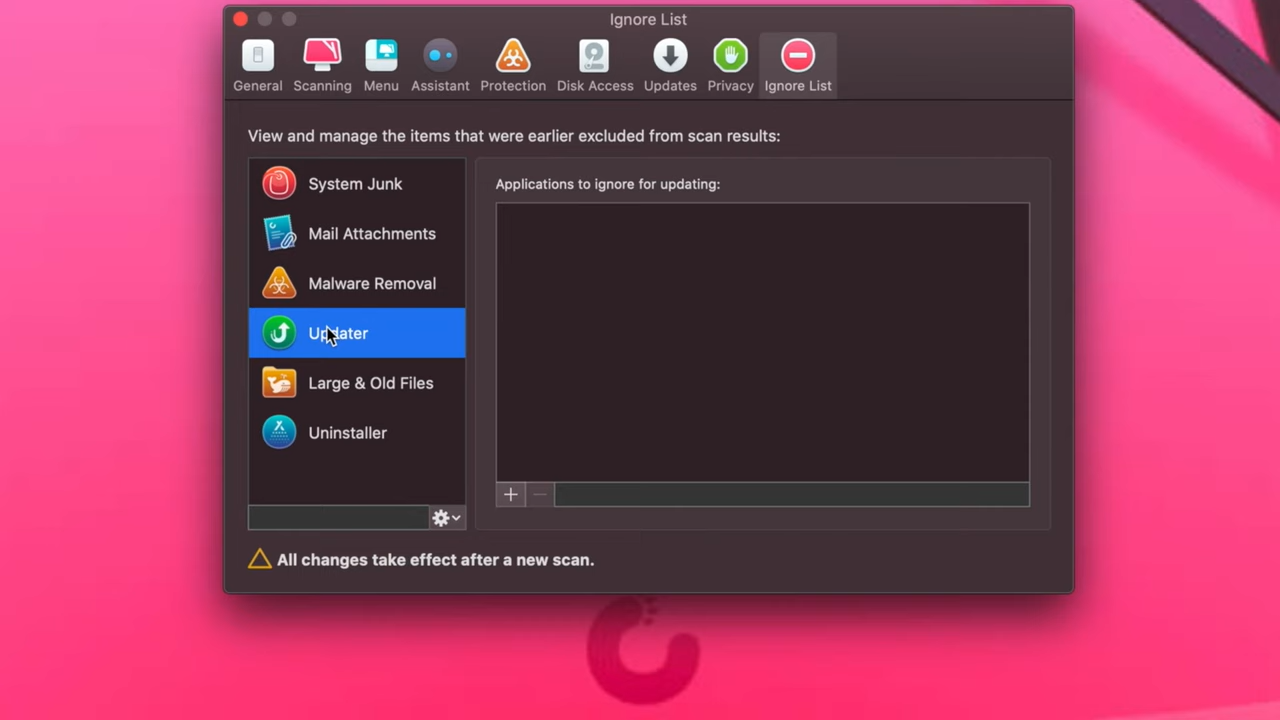 Ignore List
General
Scanning
Menu
Assistant
Protection
Disk Access
Updates
Privacy
Ignore List
View and manage the items that were earlier excluded from scan results:
System Junk
Mail Attachments
Malware Removal
Updater
Large & Old Files
Uninstaller
Applications to ignore for updating:
All changes take effect after a new scan.